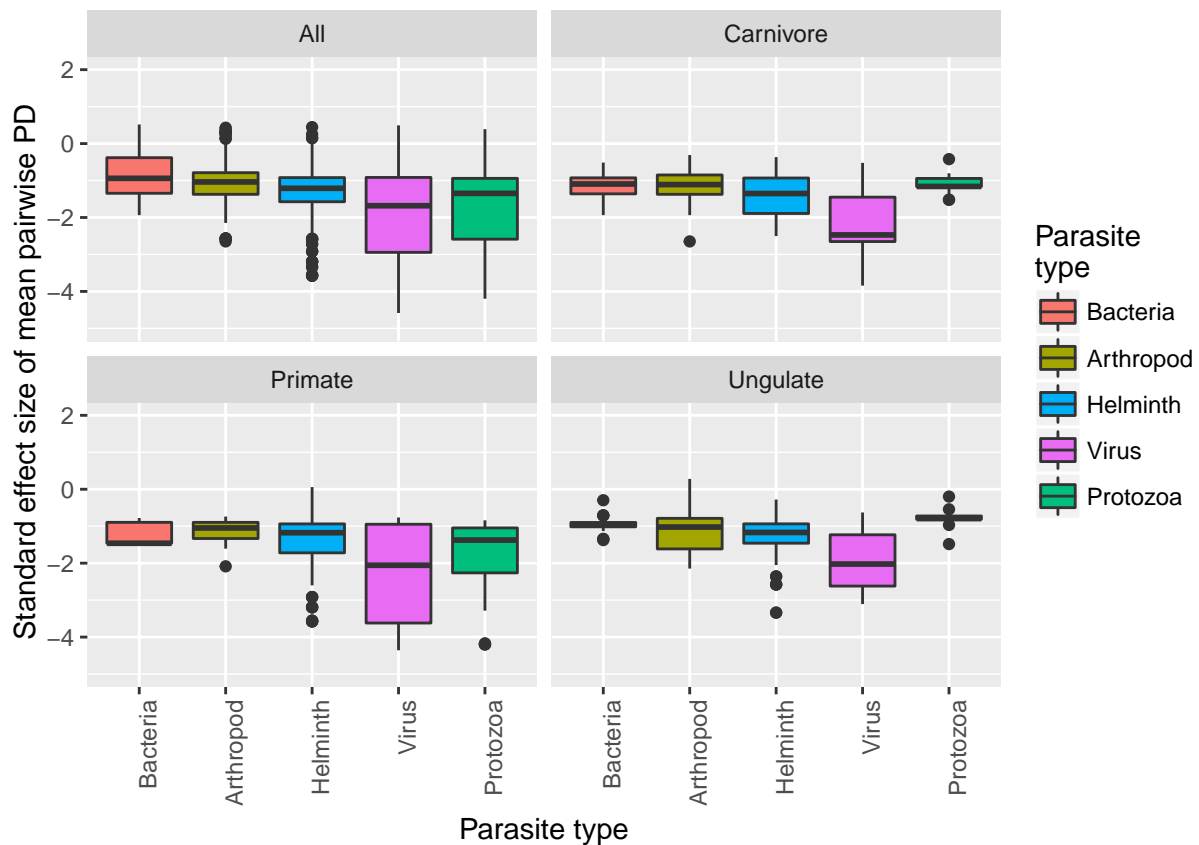 All
Carnivore
2
0
−2
−4
Primate
Ungulate
2
0
−2
−4
Standard effect size of mean pairwise PD
Bacteria
Arthropod
Helminth
Virus
Protozoa
Bacteria
Arthropod
Helminth
Virus
Protozoa
Parasite type
Parasite
type
Bacteria
Arthropod
Helminth
Virus
Protozoa